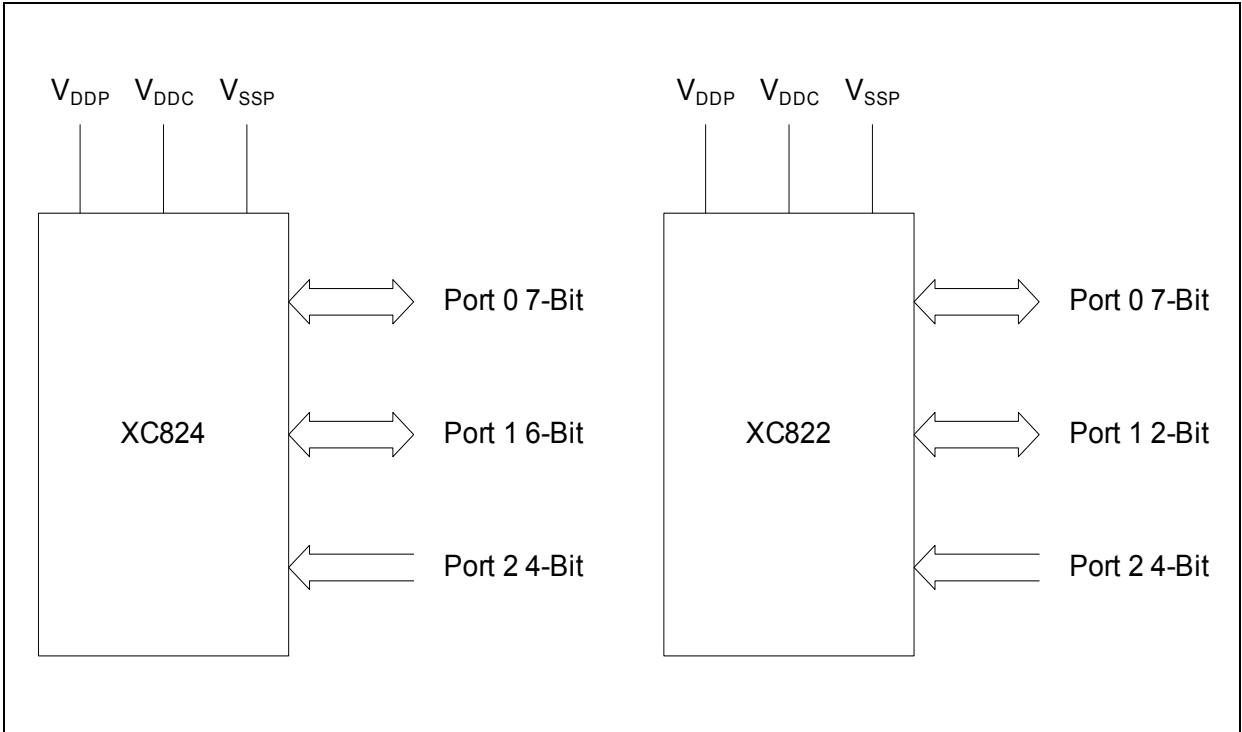 VDDP VDDC VSSP VDDP VDDC VSSP
Port 0 7-Bit Port 0 7-Bit
XC824 Port 1 6-Bit XC822 Port 1 2-Bit
Port 2 4-Bit Port 2 4-Bit